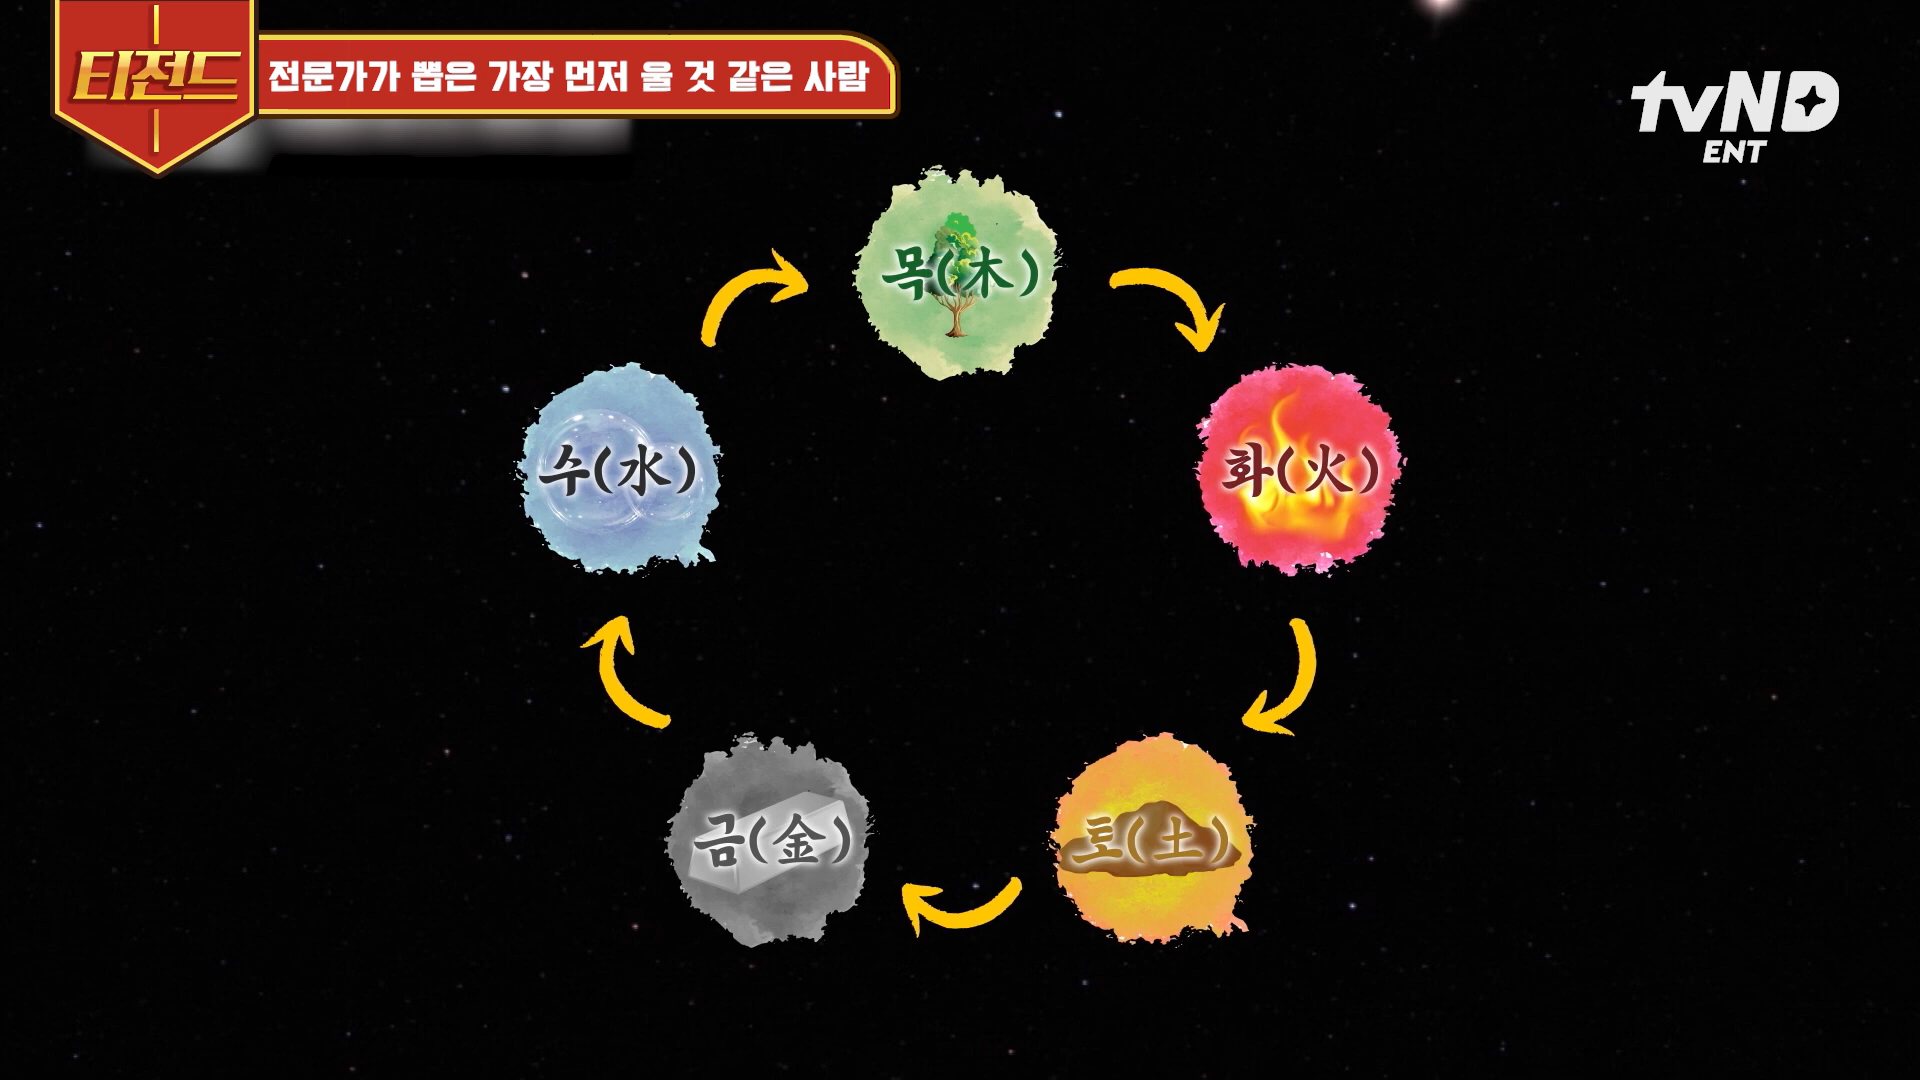 티전드
전문가가 뽑은 가장 먼저 울 것 같은 사람
tvND
ENT
목(木)
수(水)
화(火)
금(金)
토(土)